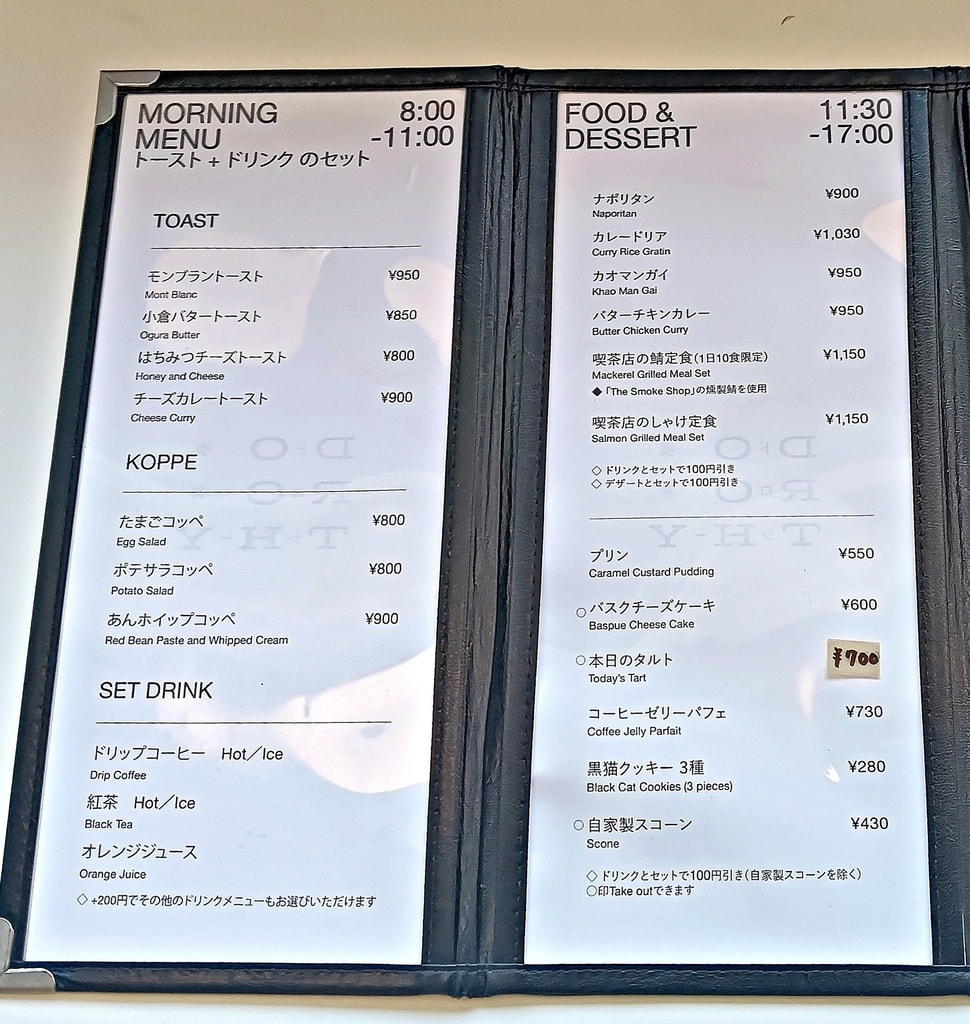 MORNING 8:00
MENU -11:00
トースト + ドリンク のセット
TOAST
モンブラントースト ¥950
Mont Blanc
小倉バタートースト ¥850
Ogura Butter
はちみつチーズトースト ¥800
Honey and Cheese
チーズカレートースト ¥900
Cheese Curry
KOPPE
たまごコッペ ¥800
Egg Salad
ポテサラコッペ ¥800
Potato Salad
あんホイップコッペ ¥900
Red Bean Paste and Whipped Cream
SET DRINK
ドリップコーヒー Hot/Ice
Drip Coffee
紅茶 Hot/Ice
Black Tea
オレンジジュース
Orange Juice
◇ +200円でその他のドリンクメニューもお選びいただけます
FOOD & 11:30
DESSERT -17:00
ナポリタン ¥900
Naporitan
カレードリア ¥1,030
Curry Rice Gratin
カオマンガイ ¥950
Khao Man Gai
バターチキンカレー ¥950
Butter Chicken Curry
喫茶店の鯖定食(1日10食限定) ¥1,150
Mackerel Grilled Meal Set
◆「The Smoke Shop」の燻製鯖を使用
喫茶店のしゃけ定食 ¥1,150
Salmon Grilled Meal Set
◇ ドリンクとセットで100円引き
◇ デザートとセットで100円引き
プリン ¥550
Caramel Custard Pudding
○ バスクチーズケーキ ¥600
Baspue Cheese Cake
○ 本日のタルト ¥700
Today's Tart
コーヒーゼリーパフェ ¥730
Coffee Jelly Parfait
黒猫クッキー 3種 ¥280
Black Cat Cookies (3 pieces)
○ 自家製スコーン ¥430
Scone
◇ ドリンクとセットで100円引き(自家製スコーンを除く)
○印Take outできます